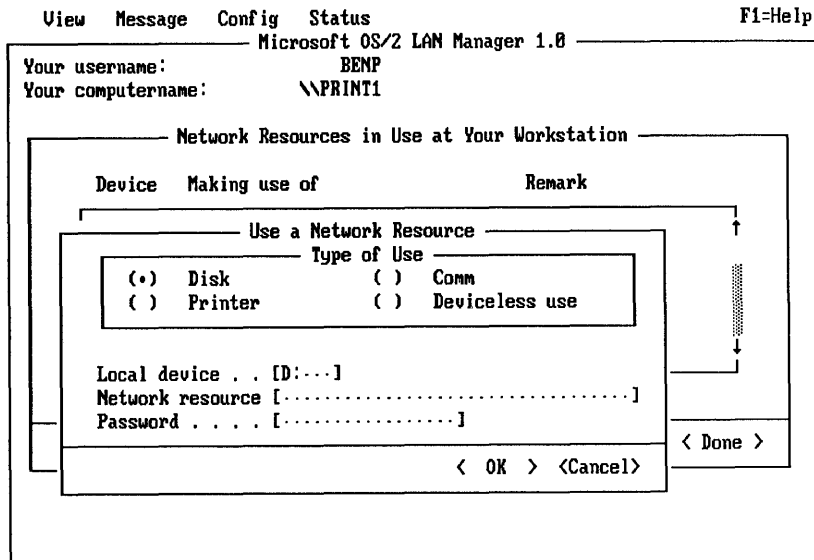 View Message Config Status F1=Help
Microsoft OS/2 LAN Manager 1.0
Your username: BENP
Your computername: \\PRINT1
Network Resources in Use at Your Workstation
Device Making use of Remark
Use a Network Resource
Type of Use
(•) Disk ( ) Comm
( ) Printer ( ) Deviceless use
Local device . . [D:···]
Network resource [···································]
Password . . . . [·················]
< Done >
< OK > <Cancel>